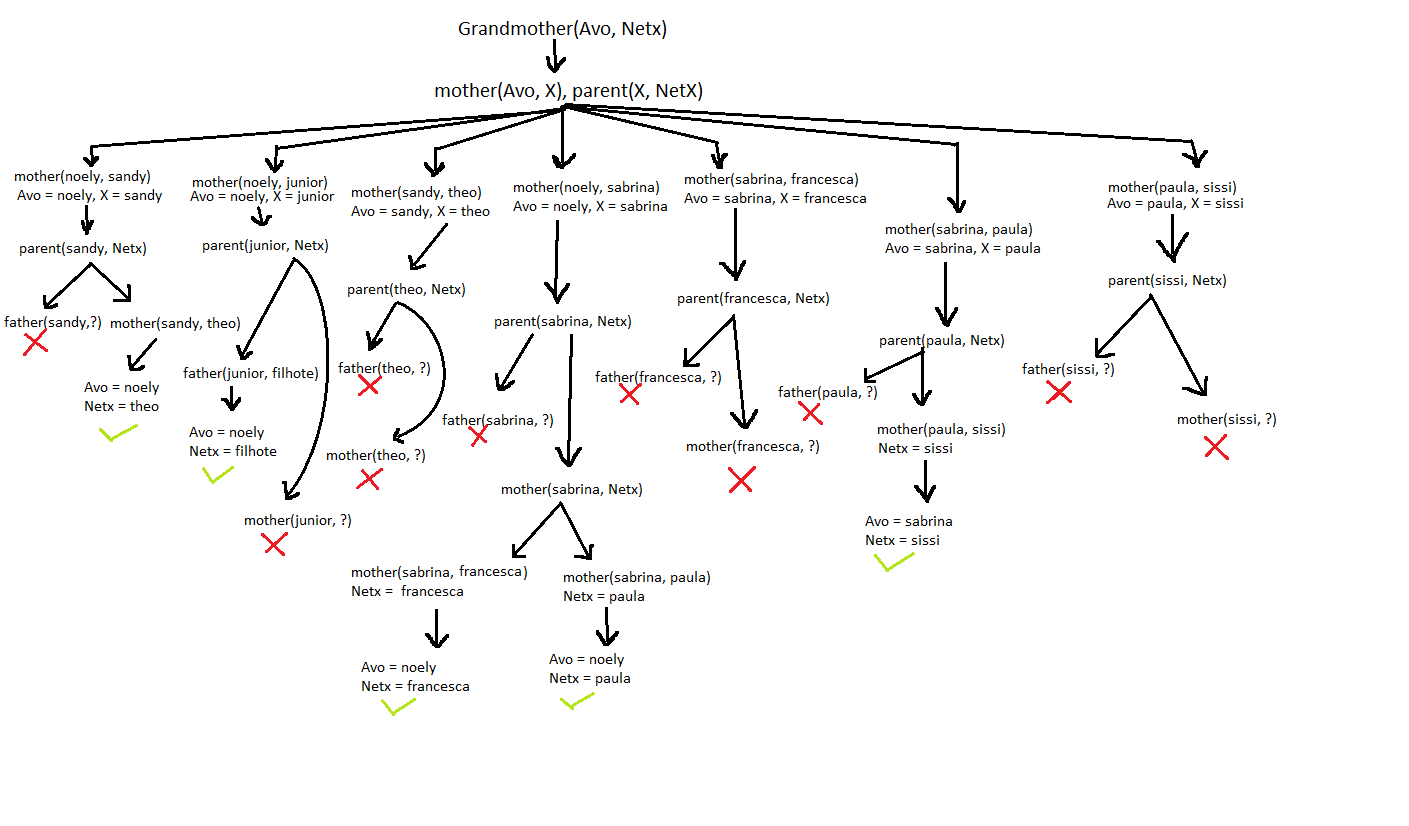 Grandmother(Avo, Netx)
mother(Avo, X), parent(X, NetX)
mother(noely, sandy)
Avo = noely, X = sandy
parent(sandy, Netx)
father(sandy,?)
mother(sandy, theo)
Avo = noely
Netx = theo
mother(noely, junior)
Avo = noely, X = junior
parent(junior, Netx)
father(junior, filhote)
Avo = noely
Netx = filhote
mother(junior, ?)
mother(sandy, theo)
Avo = sandy, X = theo
parent(theo, Netx)
father(theo, ?)
mother(theo, ?)
mother(noely, sabrina)
Avo = noely, X = sabrina
parent(sabrina, Netx)
father(sabrina, ?)
mother(sabrina, Netx)
mother(sabrina, francesca)
Netx =  francesca
Avo = noely
Netx = francesca
mother(sabrina, paula)
Netx = paula
Avo = noely
Netx = paula
mother(sabrina, francesca)
Avo = sabrina, X = francesca
parent(francesca, Netx)
father(francesca, ?)
mother(francesca, ?)
mother(sabrina, paula)
Avo = sabrina, X = paula
parent(paula, Netx)
father(paula, ?)
mother(paula, sissi)
Netx = sissi
Avo = sabrina
Netx = sissi
mother(paula, sissi)
Avo = paula, X = sissi
parent(sissi, Netx)
father(sissi, ?)
mother(sissi, ?)